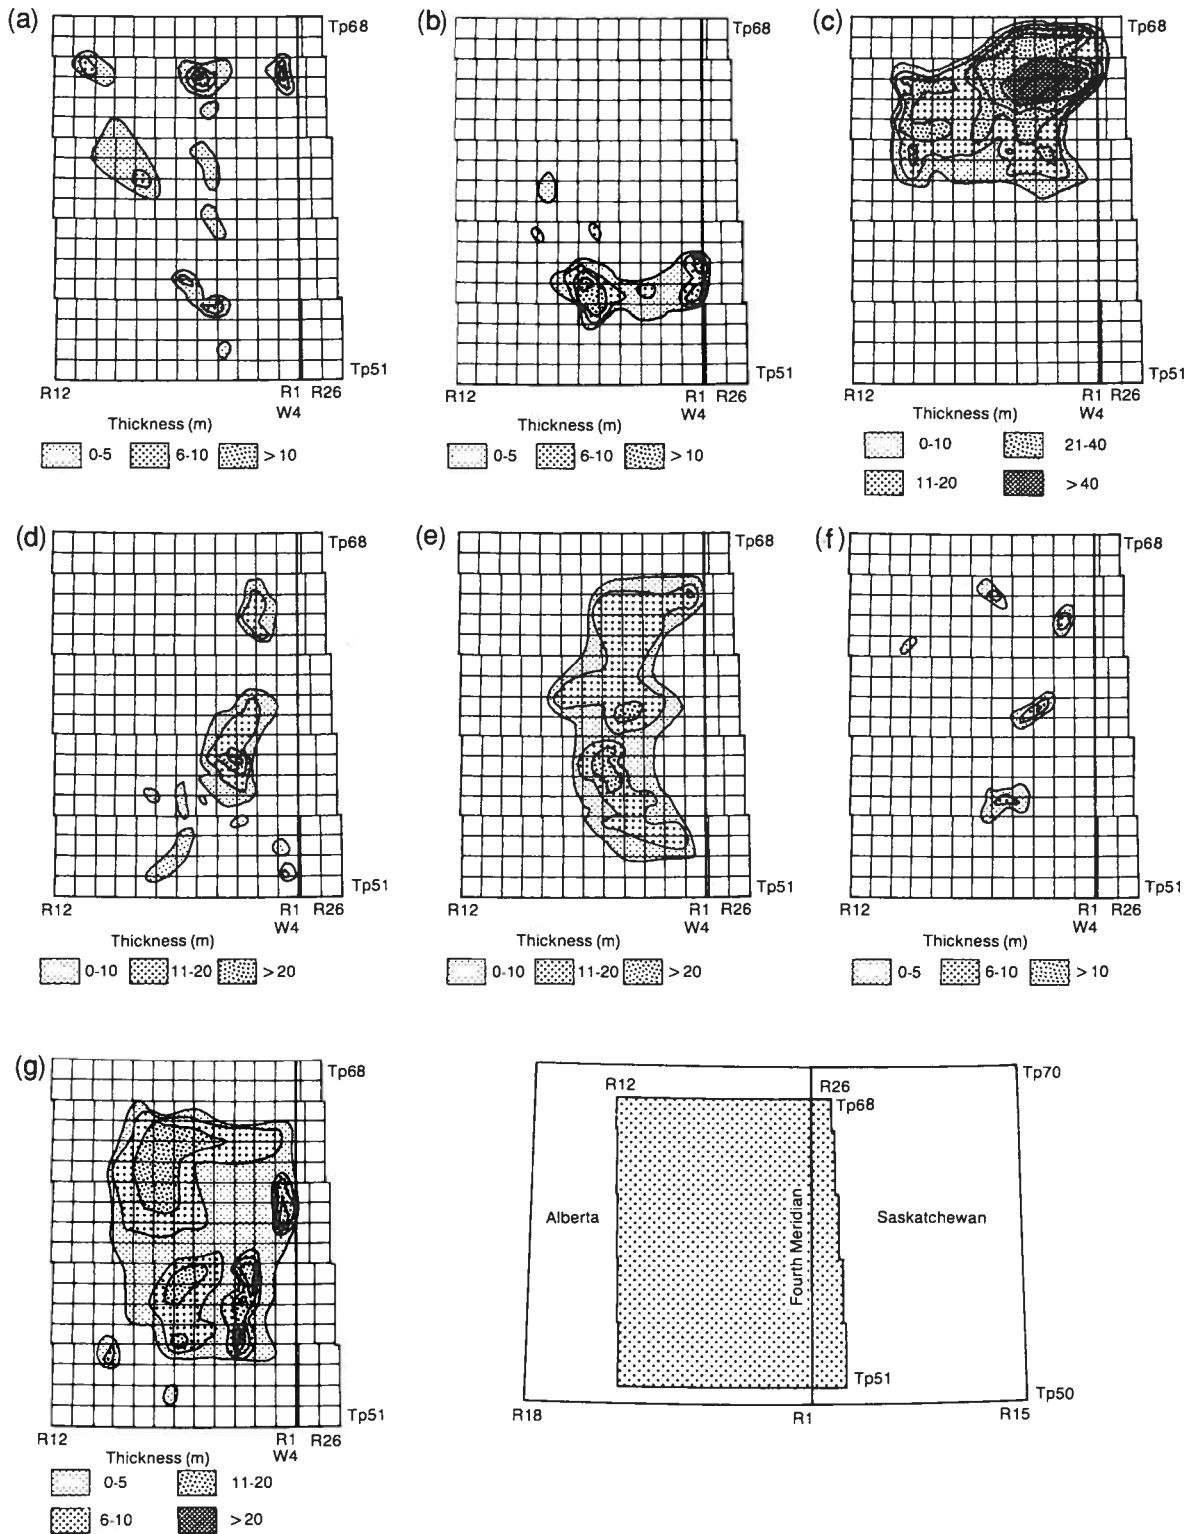 (a)
Tp68
Tp51
R12
R1
R26
W4
Thickness (m)
0-5
6-10
>10
(b)
Tp68
Tp51
R12
R1
R26
W4
Thickness (m)
0-5
6-10
>10
(c)
Tp68
Tp51
R12
R1
R26
W4
Thickness (m)
0-10
21-40
11-20
>40
(d)
Tp68
Tp51
R12
R1
R26
W4
Thickness (m)
0-10
11-20
>20
(e)
Tp68
Tp51
R12
R1
R26
W4
Thickness (m)
0-10
11-20
>20
(f)
Tp68
Tp51
R12
R1
R26
W4
Thickness (m)
0-5
6-10
>10
(g)
Tp68
Tp51
R12
R1
R26
W4
Thickness (m)
0-5
11-20
6-10
>20
Tp70
R12
R26
Tp68
Alberta
Fourth Meridian
Saskatchewan
Tp51
Tp50
R18
R1
R15